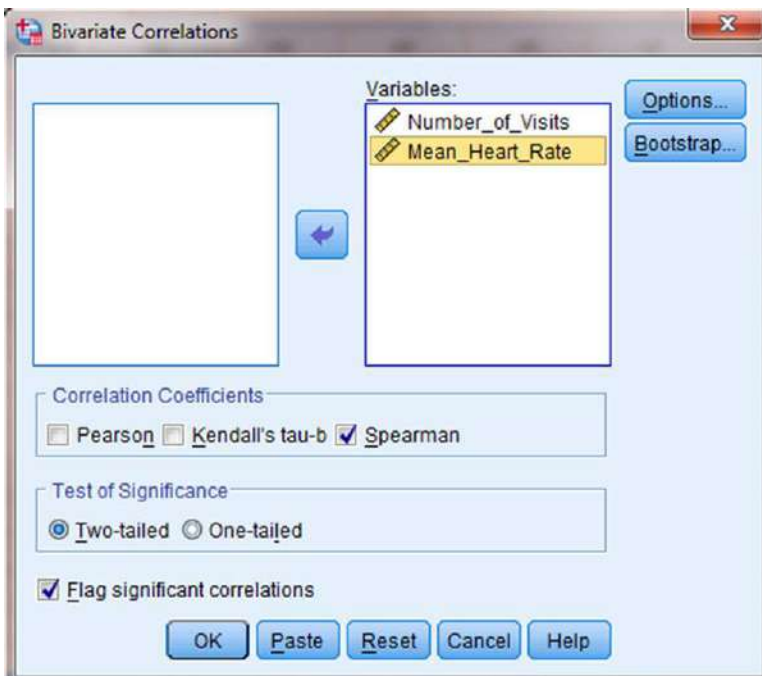 Bivariate Correlations
Variables:
Number_of_Visits
Mean_Heart_Rate
Options...
Bootstrap...
Correlation Coefficients
Pearson Kendall's tau-b Spearman
Test of Significance
Two-tailed One-tailed
Flag significant correlations
OK Paste Reset Cancel Help